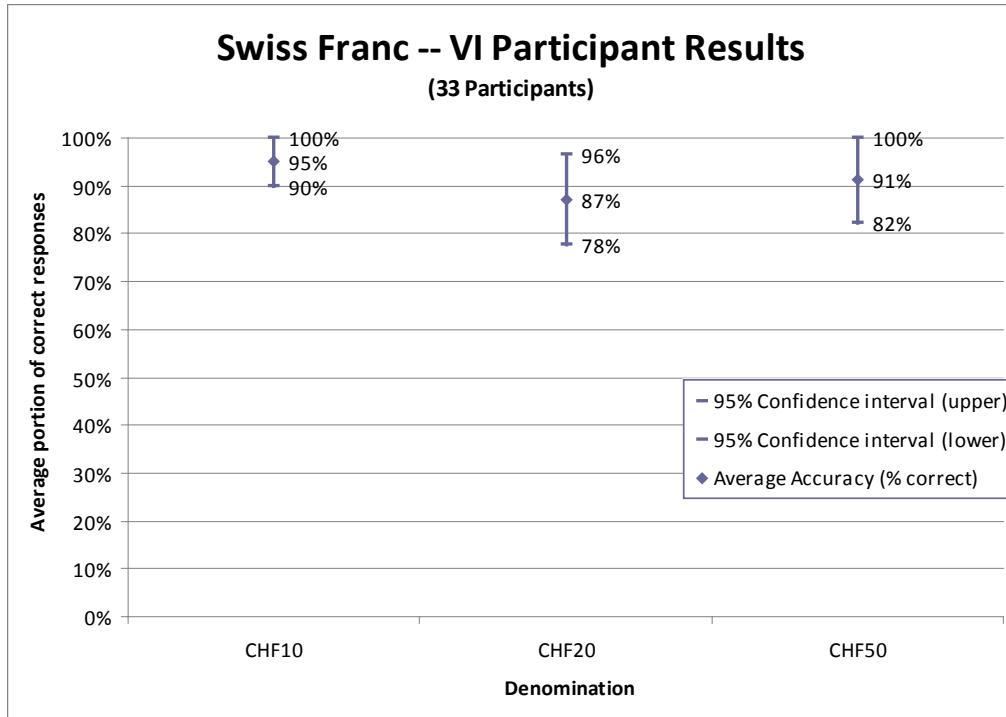 Swiss Franc -- VI Participant Results
(33 Participants)
Average portion of correct responses
100%
90%
80%
70%
60%
50%
40%
30%
20%
10%
0%
100%
95%
90%
96%
87%
78%
100%
91%
82%
95% Confidence interval (upper)
95% Confidence interval (lower)
Average Accuracy (% correct)
CHF10
CHF20
CHF50
Denomination